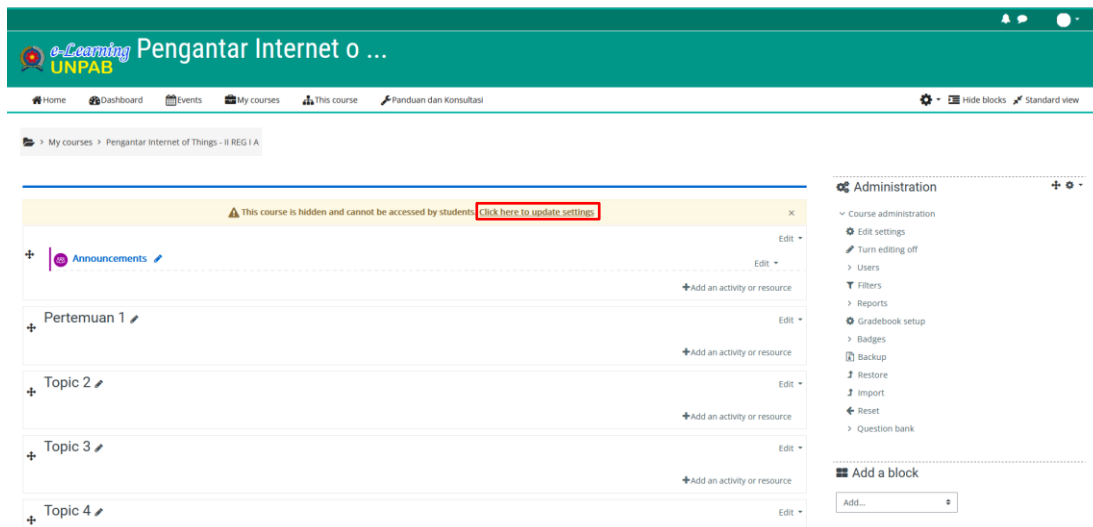 e-Learning UNPAB Pengantar Internet o ...
Home Dashboard Events My courses This course Panduan dan Konsultasi Hide blocks Standard view
> My courses > Pengantar Internet of Things - II REG I A
This course is hidden and cannot be accessed by students. Click here to update settings ×
Edit
Announcements
Edit
+Add an activity or resource
Pertemuan 1
Edit
+Add an activity or resource
Topic 2
Edit
+Add an activity or resource
Topic 3
Edit
+Add an activity or resource
Topic 4
Edit
Administration
Course administration
Edit settings
Turn editing off
> Users
Filters
> Reports
Gradebook setup
> Badges
Backup
Restore
Import
Reset
> Question bank
Add a block
Add...